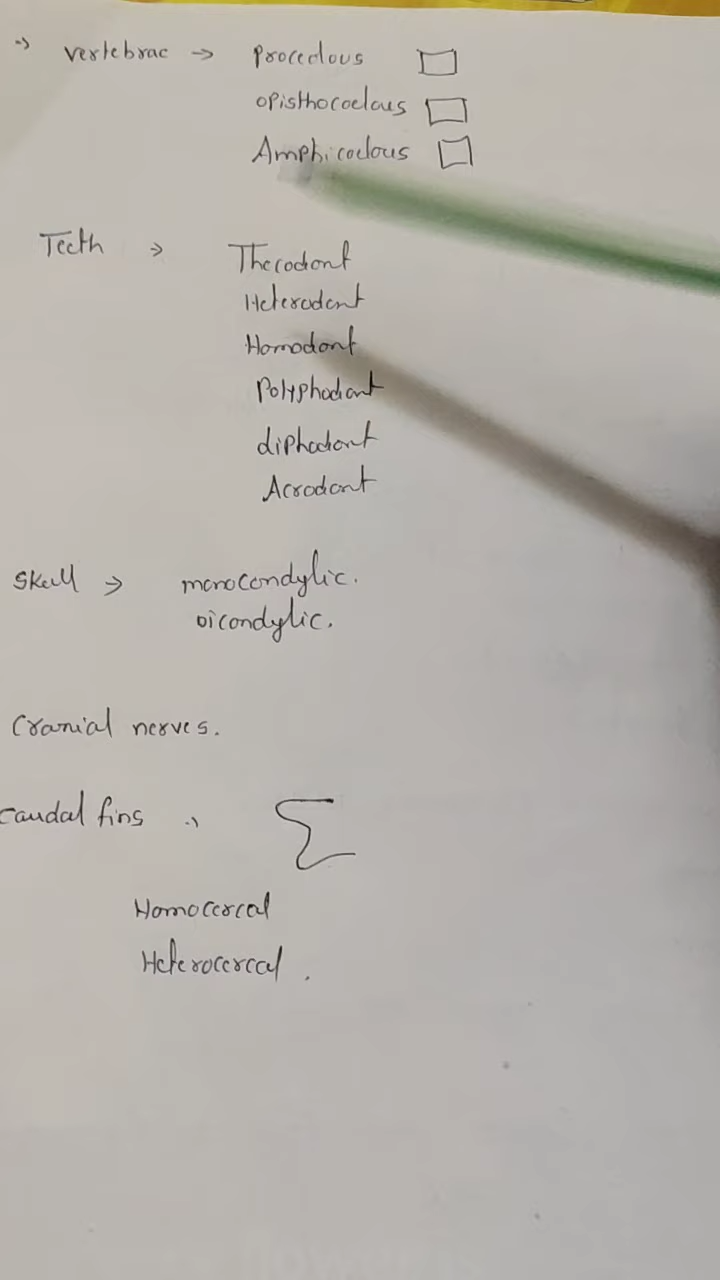 → vertebrae → Procoelous
opisthocoelous
Amphicoelous
Teeth →
Thecodont
Heterodont
Homodont
Polyphodont
diphodont
Acrodont
Skull → monocondylic.
Dicondylic.
Cranial nerves.
Caudal fins →
Homocercal
Heterocercal.